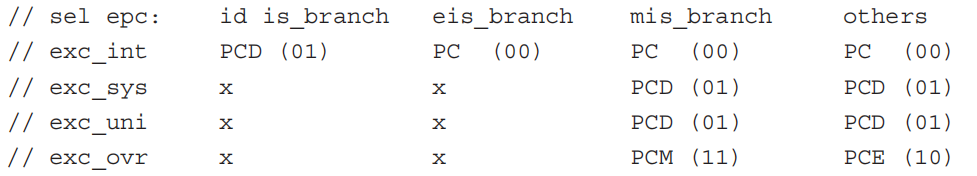 // sel epc:    id is_branch   eis_branch    mis_branch    others
// exc_int     PCD (01)       PC  (00)      PC  (00)      PC  (00)
// exc_sys     x              x             PCD (01)      PCD (01)
// exc_uni     x              x             PCD (01)      PCD (01)
// exc_ovr     x              x             PCM (11)      PCE (10)